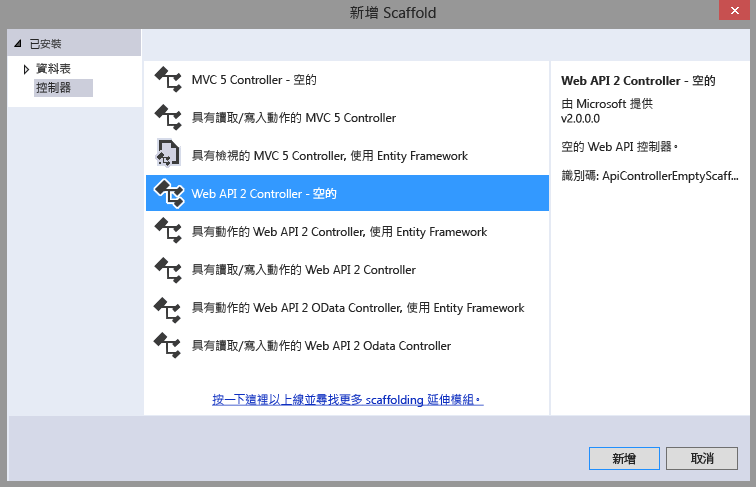 新增 Scaffold
已安裝
資料表
控制器
MVC 5 Controller - 空的
具有讀取/寫入動作的 MVC 5 Controller
具有檢視的 MVC 5 Controller, 使用 Entity Framework
Web API 2 Controller - 空的
具有動作的 Web API 2 Controller, 使用 Entity Framework
具有讀取/寫入動作的 Web API 2 Controller
具有動作的 Web API 2 OData Controller, 使用 Entity Framework
具有讀取/寫入動作的 Web API 2 Odata Controller
按一下這裡以上線並尋找更多 scaffolding 延伸模組。
Web API 2 Controller - 空的
由 Microsoft 提供
v2.0.0.0
空的 Web API 控制器。
識別碼: ApiControllerEmptyScaff...
新增
取消